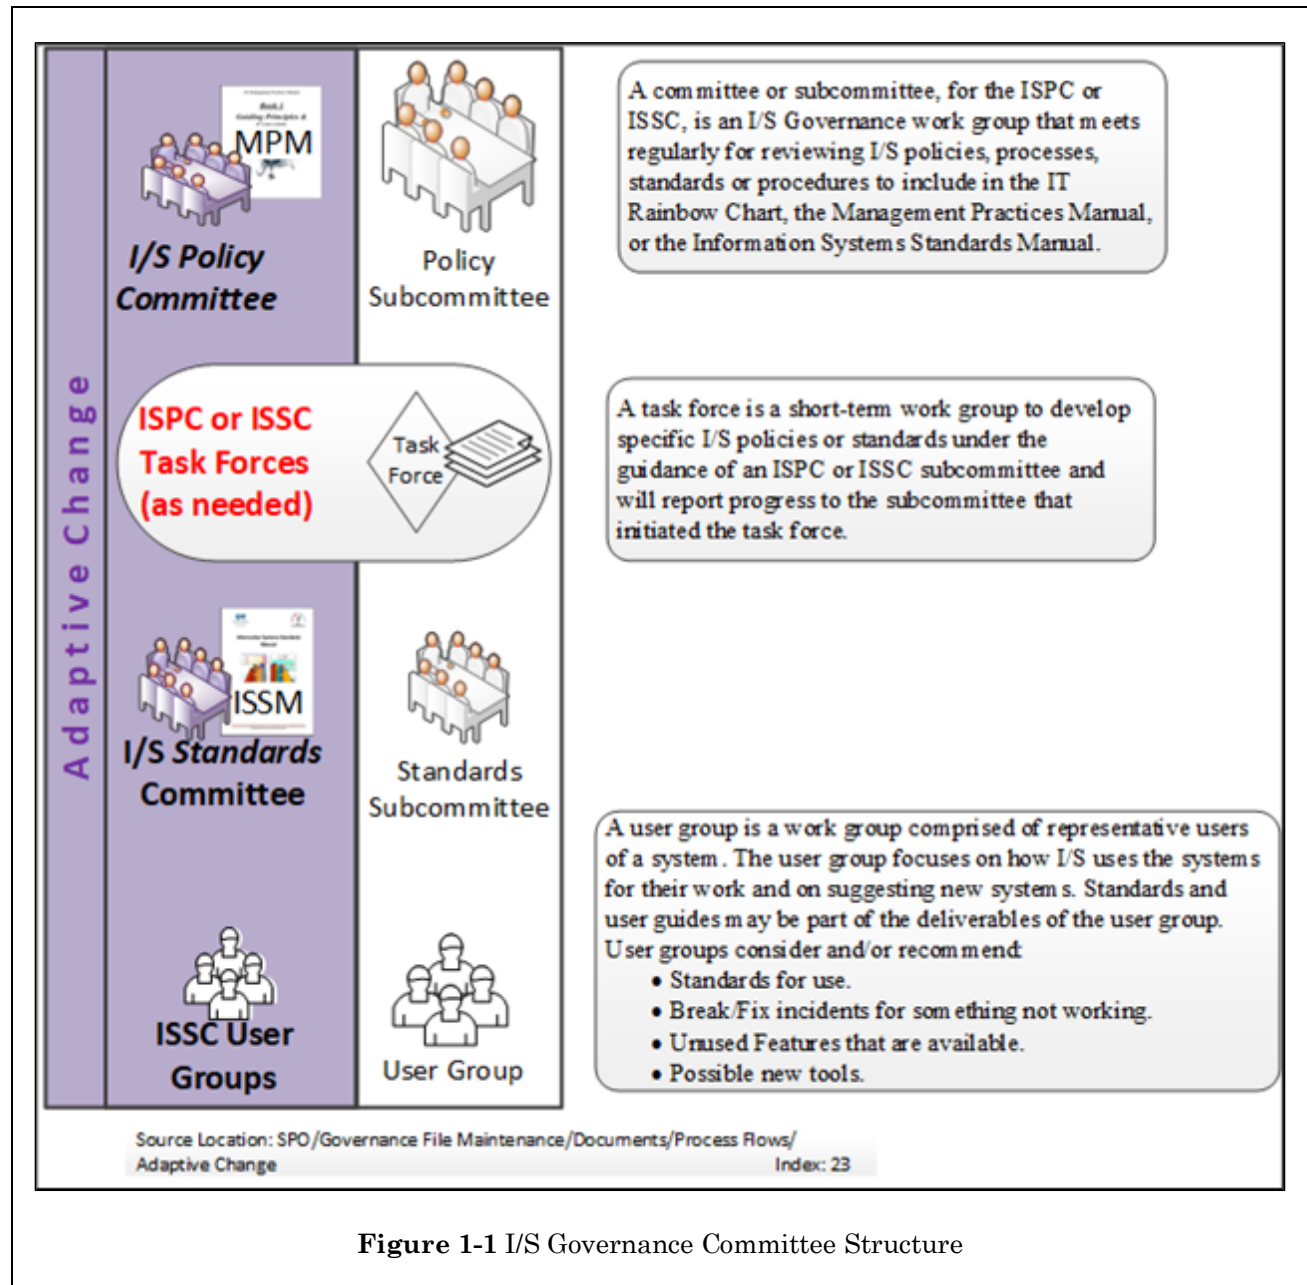 Adaptive Change
Book 1
Guiding Principles &
MPM
I/S Policy
Committee
Policy
Subcommittee
A committee or subcommittee, for the ISPC or
ISSC, is an I/S Governance work group that meets
regularly for reviewing I/S policies, processes,
standards or procedures to include in the IT
Rainbow Chart, the Management Practices Manual,
or the Information Systems Standards Manual.
ISPC or ISSC
Task Forces
(as needed)
Task
Force
A task force is a short-term work group to develop
specific I/S policies or standards under the
guidance of an ISPC or ISSC subcommittee and
will report progress to the subcommittee that
initiated the task force.
Information Systems Standards
Manual
ISSM
I/S Standards
Committee
Standards
Subcommittee
A user group is a work group comprised of representative users
of a system. The user group focuses on how I/S uses the systems
for their work and on suggesting new systems. Standards and
user guides may be part of the deliverables of the user group.
User groups consider and/or recommend:
• Standards for use.
• Break/Fix incidents for something not working.
• Unused Features that are available.
• Possible new tools.
ISSC User
Groups
User Group
Source Location: SPO/Governance File Maintenance/Documents/Process Flows/
Adaptive Change Index: 23
Figure 1-1 I/S Governance Committee Structure